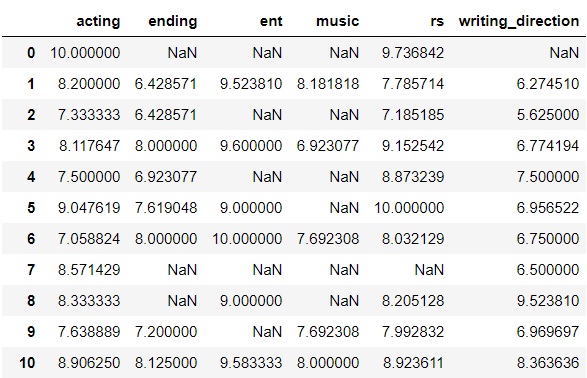 acting ending ent music rs writing_direction
0 10.000000 NaN NaN NaN 9.736842 NaN
1 8.200000 6.428571 9.523810 8.181818 7.785714 6.274510
2 7.333333 6.428571 NaN NaN 7.185185 5.625000
3 8.117647 8.000000 9.600000 6.923077 9.152542 6.774194
4 7.500000 6.923077 NaN NaN 8.873239 7.500000
5 9.047619 7.619048 9.000000 NaN 10.000000 6.956522
6 7.058824 8.000000 10.000000 7.692308 8.032129 6.750000
7 8.571429 NaN NaN NaN NaN 6.500000
8 8.333333 NaN 9.000000 NaN 8.205128 9.523810
9 7.638889 7.200000 NaN 7.692308 7.992832 6.969697
10 8.906250 8.125000 9.583333 8.000000 8.923611 8.363636